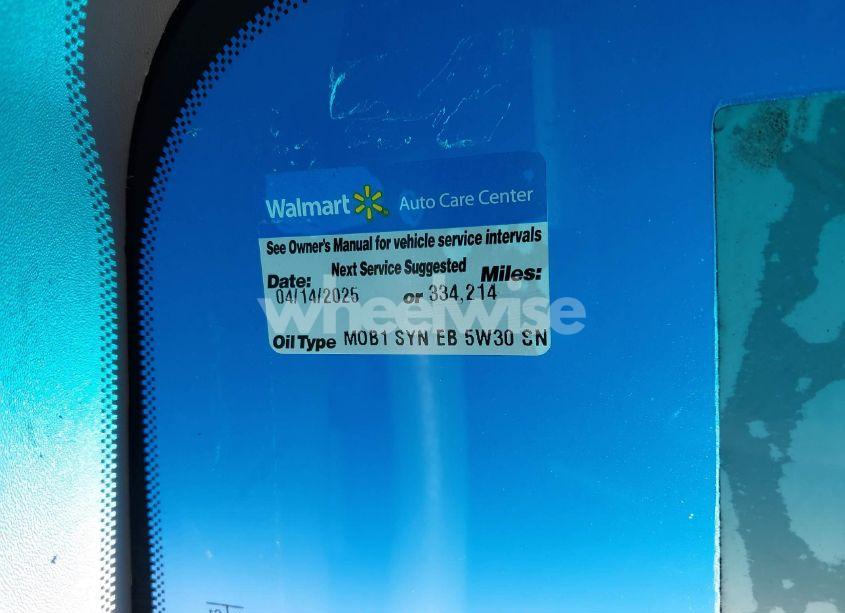 Walmart Auto Care Center
See Owner's Manual for vehicle service intervals
Next Service Suggested
Date: Miles:
04/14/2025 or 334,214
wheelwise
Oil Type MOB1 SYN EB 5W30 SN